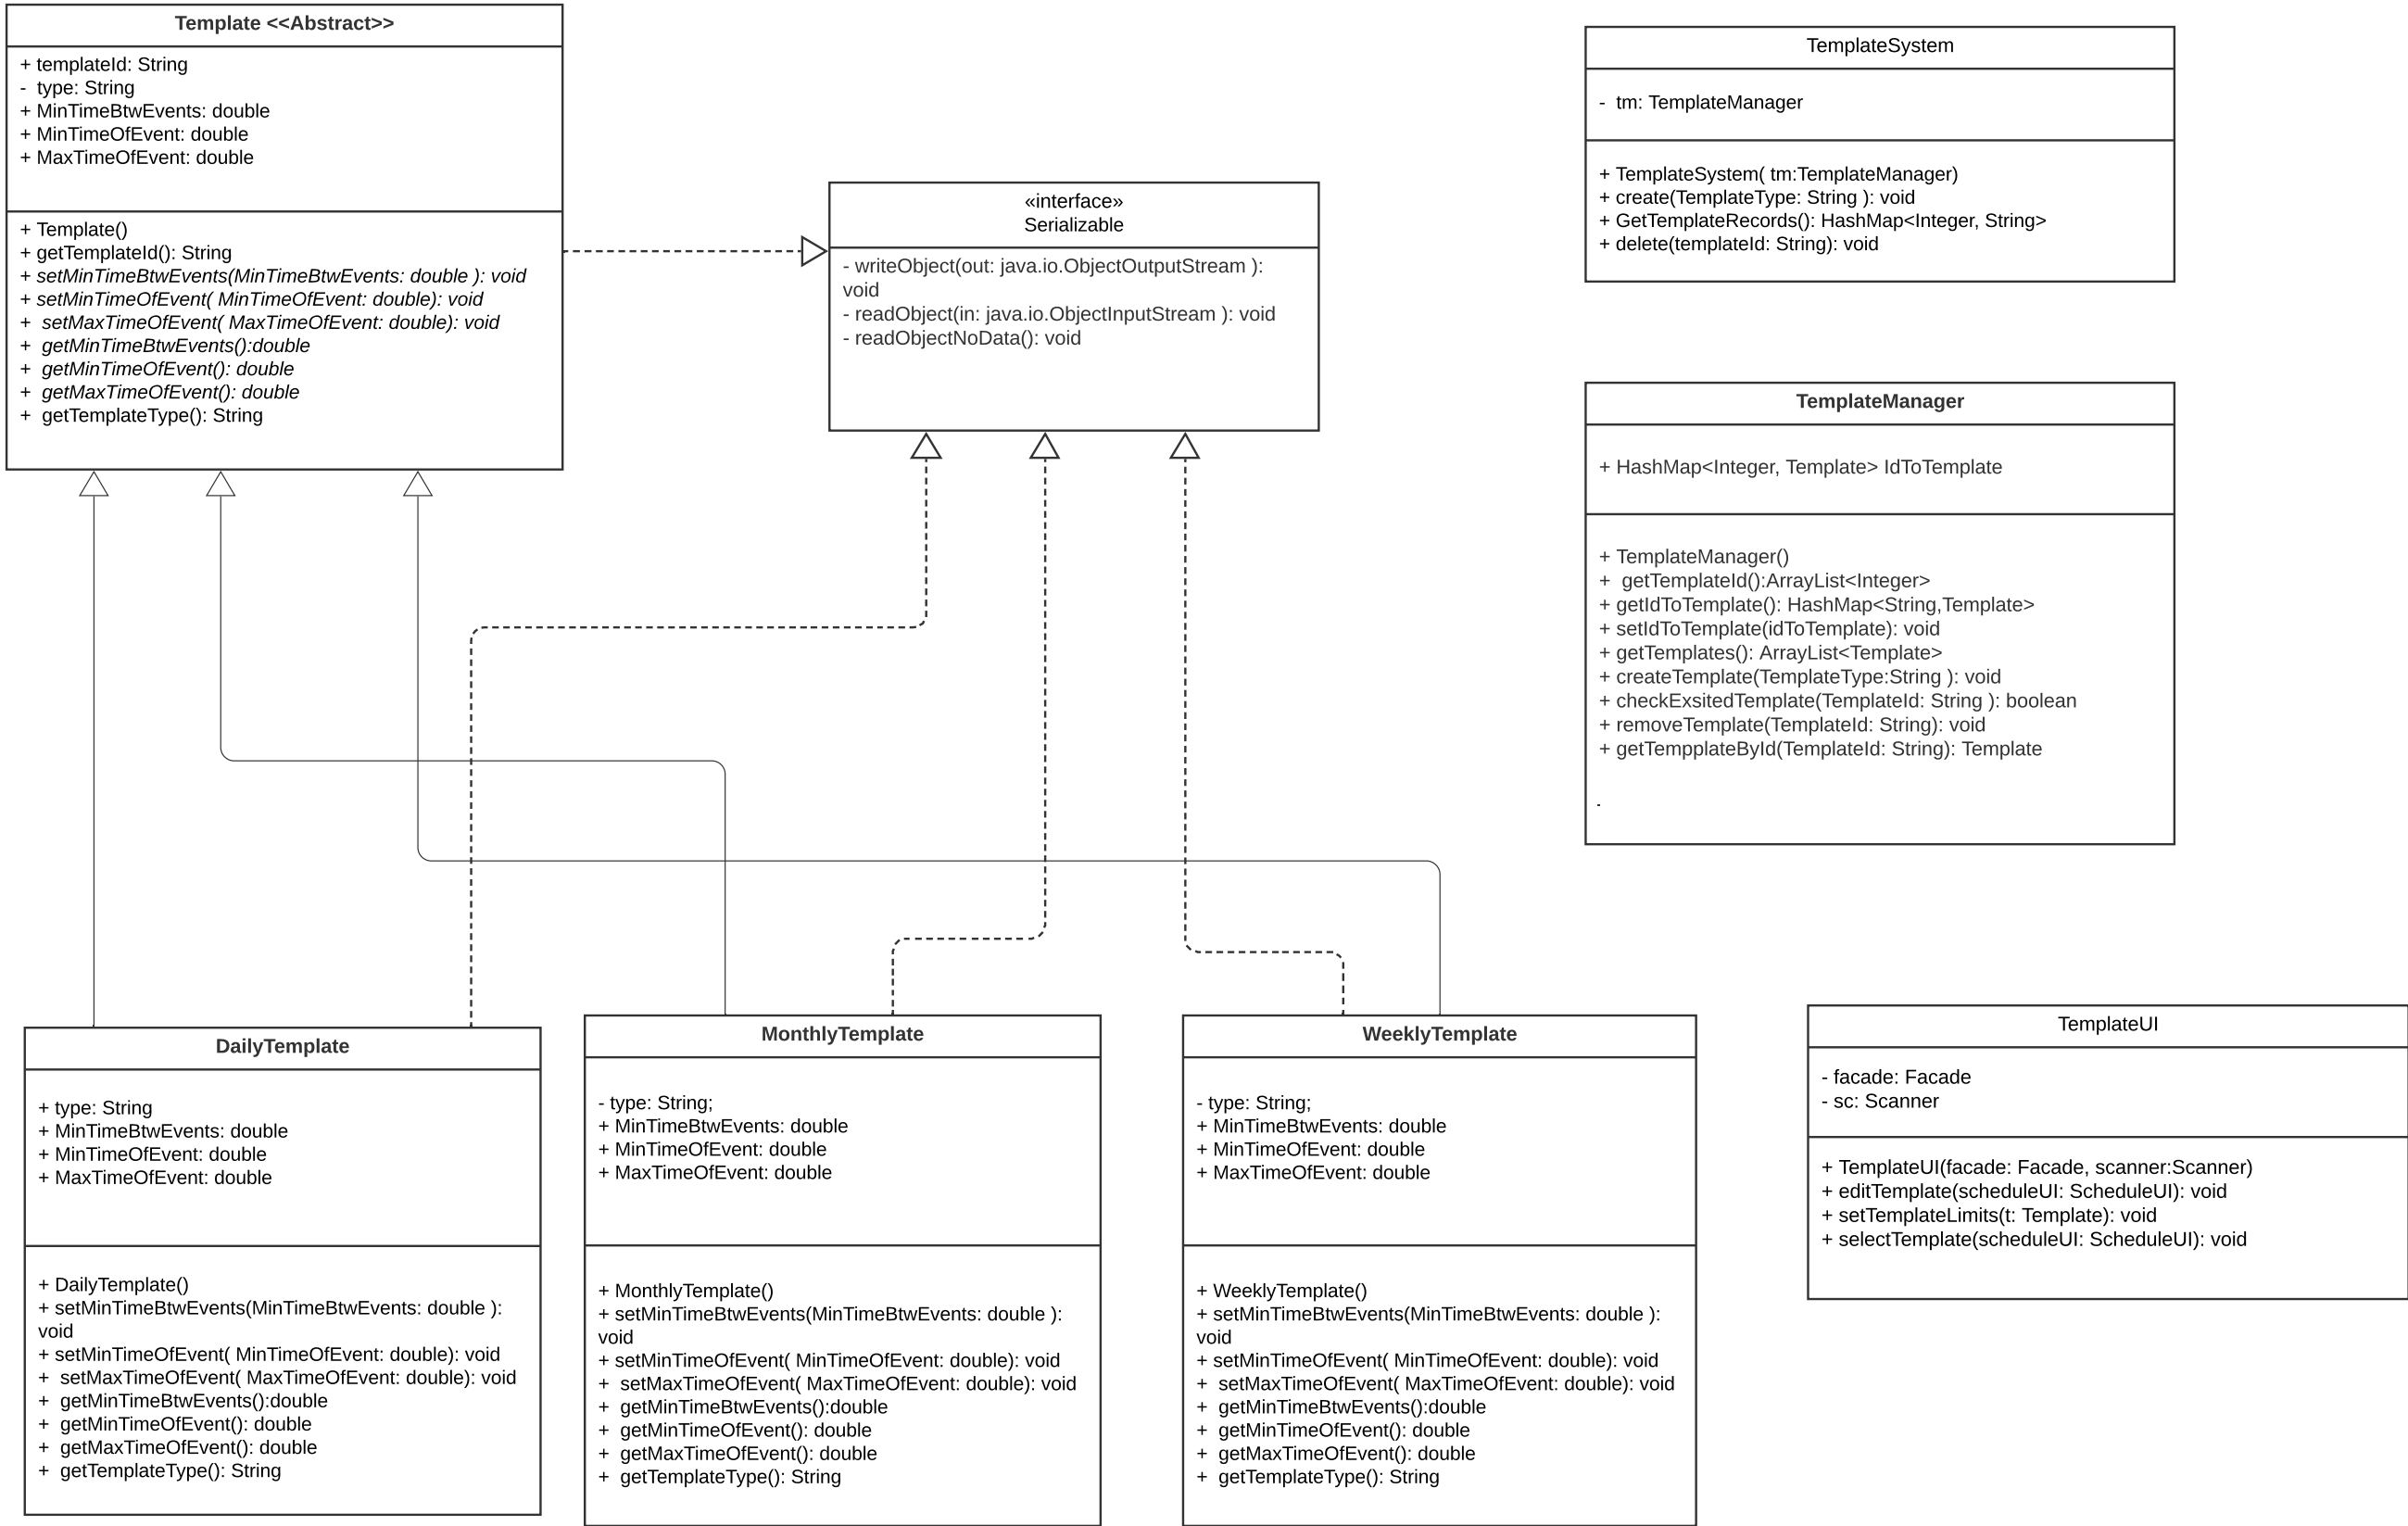 Template <<Abstract>>
+ templateId: String
-  type: String
+ MinTimeBtwEvents: double
+ MinTimeOfEvent: double
+ MaxTimeOfEvent: double
+ Template()
+ getTemplateId(): String
+ setMinTimeBtwEvents(MinTimeBtwEvents: double ): void
+ setMinTimeOfEvent( MinTimeOfEvent: double): void
+  setMaxTimeOfEvent( MaxTimeOfEvent: double): void
+  getMinTimeBtwEvents():double
+  getMinTimeOfEvent(): double
+  getMaxTimeOfEvent(): double
+  getTemplateType(): String
«interface»
Serializable
- writeObject(out: java.io.ObjectOutputStream ):
void
- readObject(in: java.io.ObjectInputStream ): void
- readObjectNoData(): void
TemplateSystem
-  tm: TemplateManager
+ TemplateSystem( tm:TemplateManager)
+ create(TemplateType: String ): void
+ GetTemplateRecords(): HashMap<Integer, String>
+ delete(templateId: String): void
TemplateManager
+ HashMap<Integer, Template> IdToTemplate
+ TemplateManager()
+  getTemplateId():ArrayList<Integer>
+ getIdToTemplate(): HashMap<String,Template>
+ setIdToTemplate(idToTemplate): void
+ getTemplates(): ArrayList<Template>
+ createTemplate(TemplateType:String ): void
+ checkExsitedTemplate(TemplateId: String ): boolean
+ removeTemplate(TemplateId: String): void
+ getTempplateById(TemplateId: String): Template
.
DailyTemplate
+ type: String
+ MinTimeBtwEvents: double
+ MinTimeOfEvent: double
+ MaxTimeOfEvent: double
+ DailyTemplate()
+ setMinTimeBtwEvents(MinTimeBtwEvents: double ):
void
+ setMinTimeOfEvent( MinTimeOfEvent: double): void
+  setMaxTimeOfEvent( MaxTimeOfEvent: double): void
+  getMinTimeBtwEvents():double
+  getMinTimeOfEvent(): double
+  getMaxTimeOfEvent(): double
+  getTemplateType(): String
MonthlyTemplate
- type: String;
+ MinTimeBtwEvents: double
+ MinTimeOfEvent: double
+ MaxTimeOfEvent: double
+ MonthlyTemplate()
+ setMinTimeBtwEvents(MinTimeBtwEvents: double ):
void
+ setMinTimeOfEvent( MinTimeOfEvent: double): void
+  setMaxTimeOfEvent( MaxTimeOfEvent: double): void
+  getMinTimeBtwEvents():double
+  getMinTimeOfEvent(): double
+  getMaxTimeOfEvent(): double
+  getTemplateType(): String
WeeklyTemplate
- type: String;
+ MinTimeBtwEvents: double
+ MinTimeOfEvent: double
+ MaxTimeOfEvent: double
+ WeeklyTemplate()
+ setMinTimeBtwEvents(MinTimeBtwEvents: double ):
void
+ setMinTimeOfEvent( MinTimeOfEvent: double): void
+  setMaxTimeOfEvent( MaxTimeOfEvent: double): void
+  getMinTimeBtwEvents():double
+  getMinTimeOfEvent(): double
+  getMaxTimeOfEvent(): double
+  getTemplateType(): String
TemplateUI
- facade: Facade
- sc: Scanner
+ TemplateUI(facade: Facade, scanner:Scanner)
+ editTemplate(scheduleUI: ScheduleUI): void
+ setTemplateLimits(t: Template): void
+ selectTemplate(scheduleUI: ScheduleUI): void